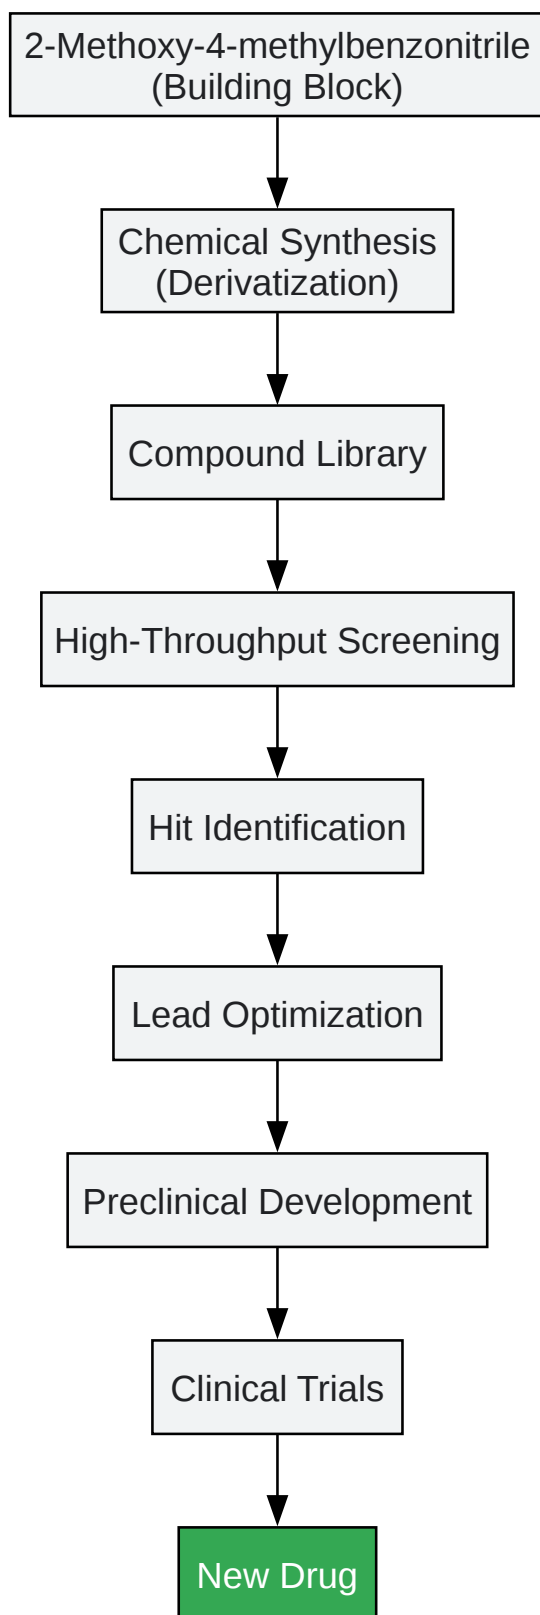 2-Methoxy-4-methylbenzonitrile
(Building Block)
Chemical Synthesis
(Derivatization)
Compound Library
High-Throughput Screening
Hit Identification
Lead Optimization
Preclinical Development
Clinical Trials
New Drug